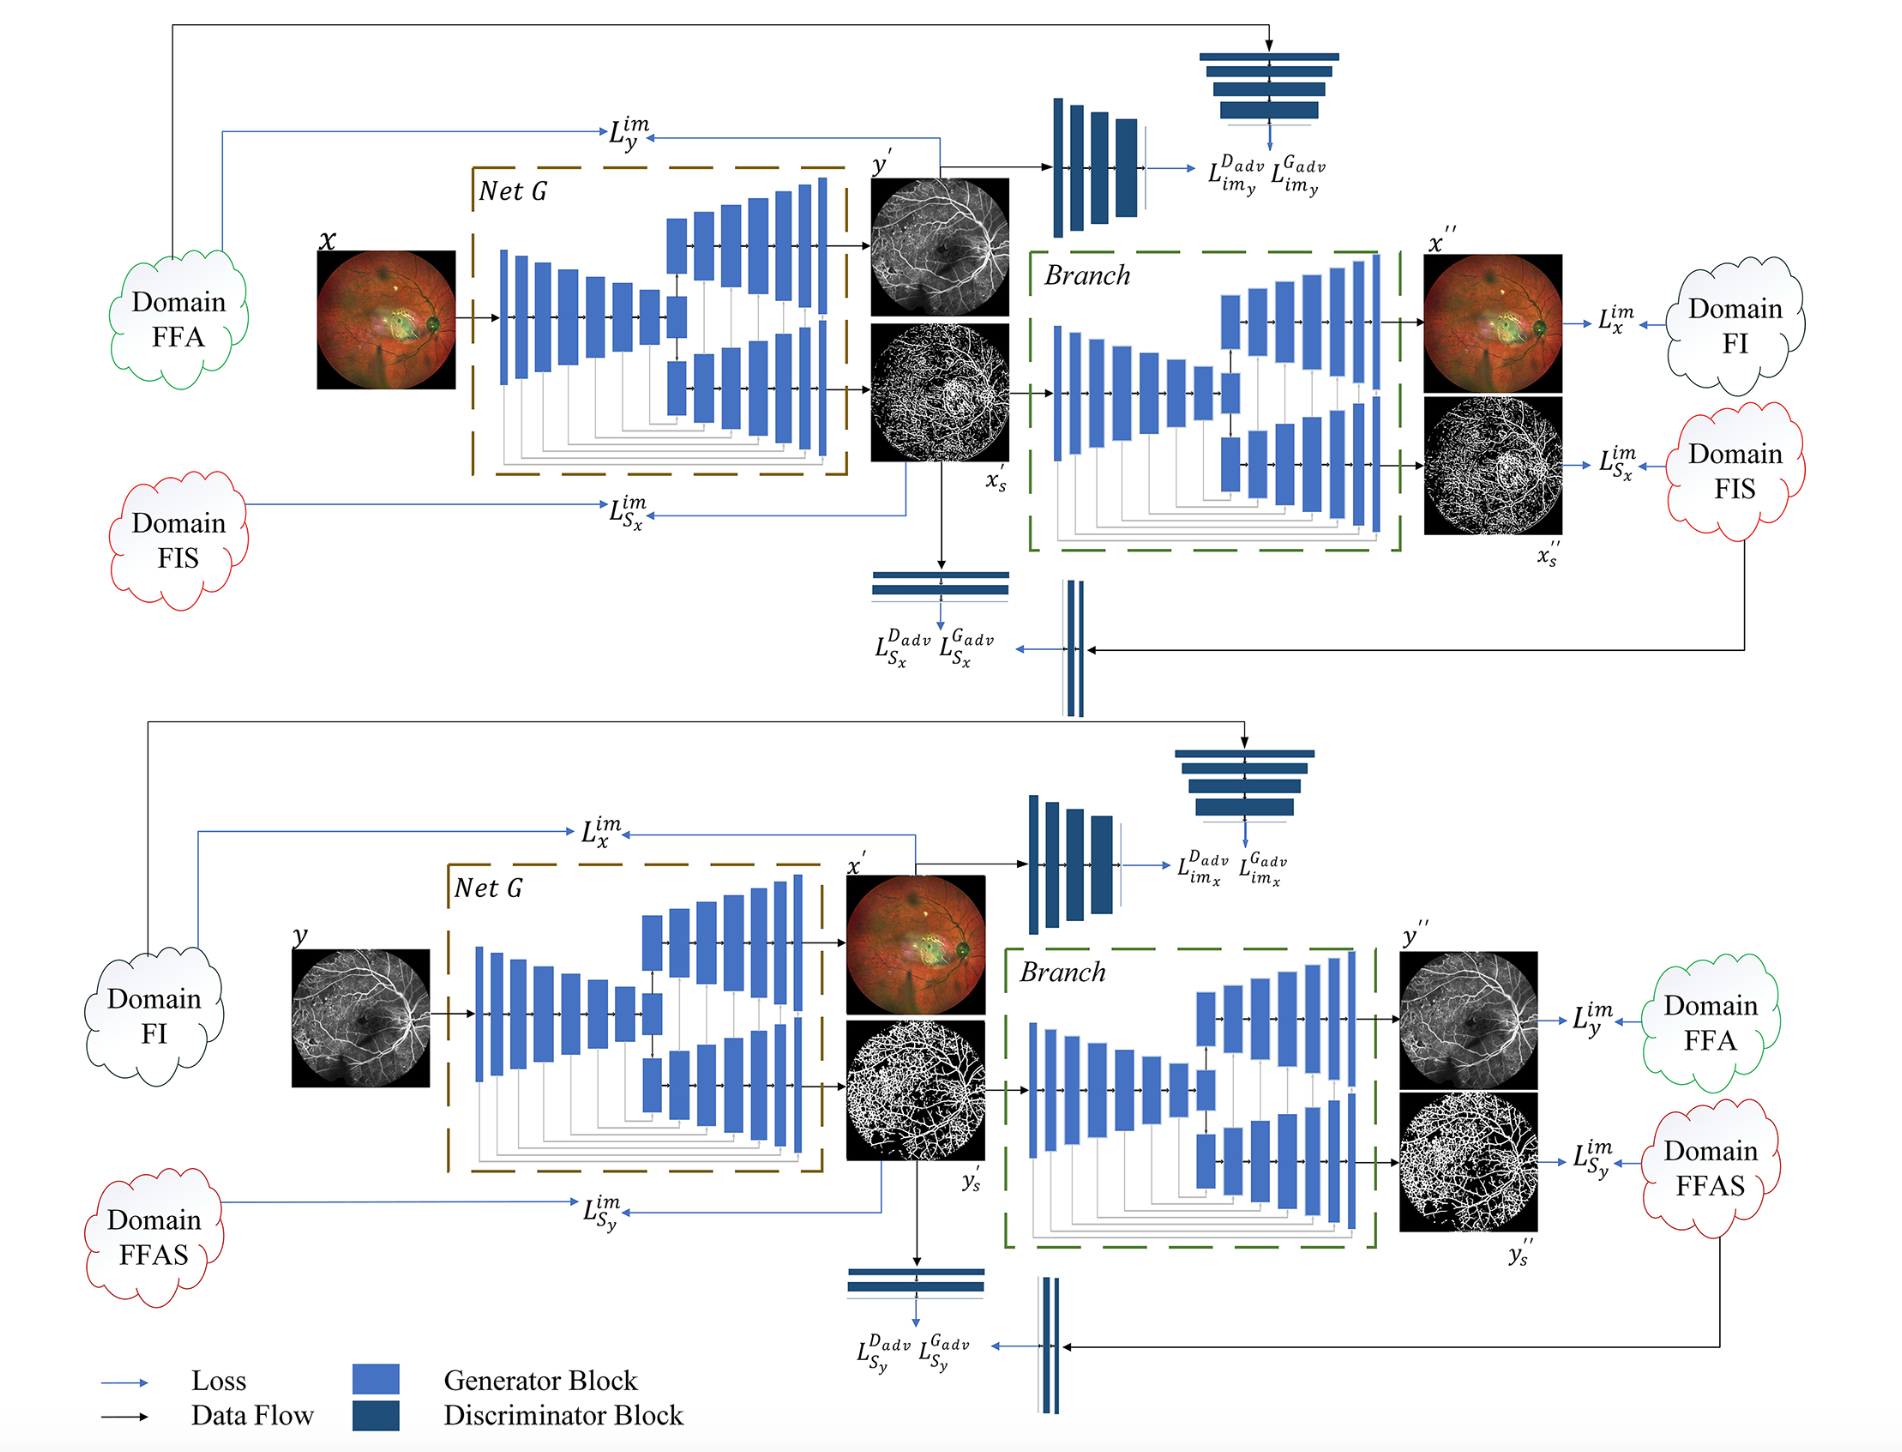 L_y^{im}
y′
L_{im_y}^{D_{adv}} L_{im_y}^{G_{adv}}
Net G
x
x″
Branch
Domain
FFA
L_x^{im}
Domain
FI
L_{S_x}^{im}
Domain
FIS
x_s′
Domain
FIS
L_{S_x}^{im}
x_s″
L_{S_x}^{D_{adv}} L_{S_x}^{G_{adv}}
L_x^{im}
x′
L_{im_x}^{D_{adv}} L_{im_x}^{G_{adv}}
Net G
y
y″
Branch
Domain
FI
L_y^{im}
Domain
FFA
L_{S_y}^{im}
Domain
FFAS
y_s′
Domain
FFAS
L_{S_y}^{im}
y_s″
L_{S_y}^{D_{adv}} L_{S_y}^{G_{adv}}
Loss
Generator Block
Data Flow
Discriminator Block